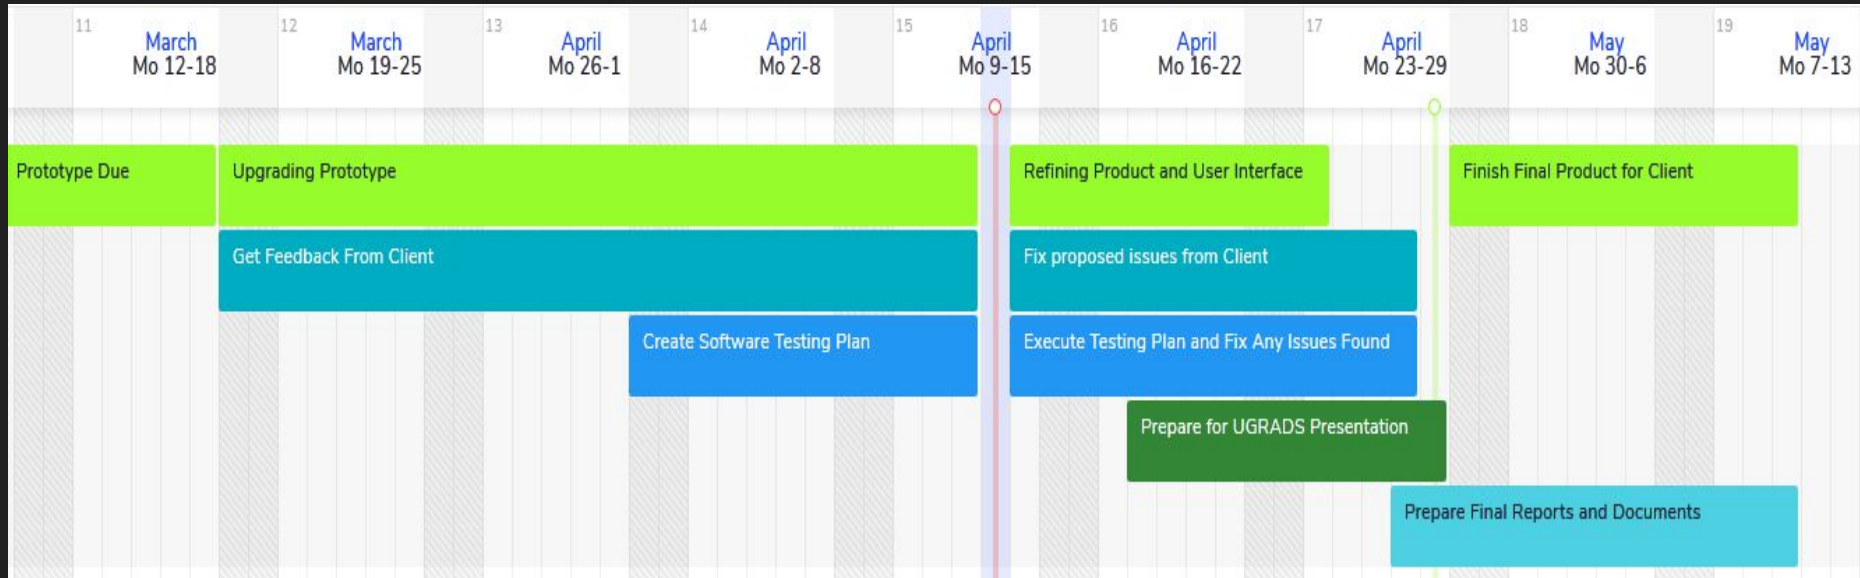 11
March
Mo 12-18
12
March
Mo 19-25
13
April
Mo 26-1
14
April
Mo 2-8
15
April
Mo 9-15
16
April
Mo 16-22
17
April
Mo 23-29
18
May
Mo 30-6
19
May
Mo 7-13
Prototype Due
Upgrading Prototype
Refining Product and User Interface
Finish Final Product for Client
Get Feedback From Client
Fix proposed issues from Client
Create Software Testing Plan
Execute Testing Plan and Fix Any Issues Found
Prepare for UGRADS Presentation
Prepare Final Reports and Documents